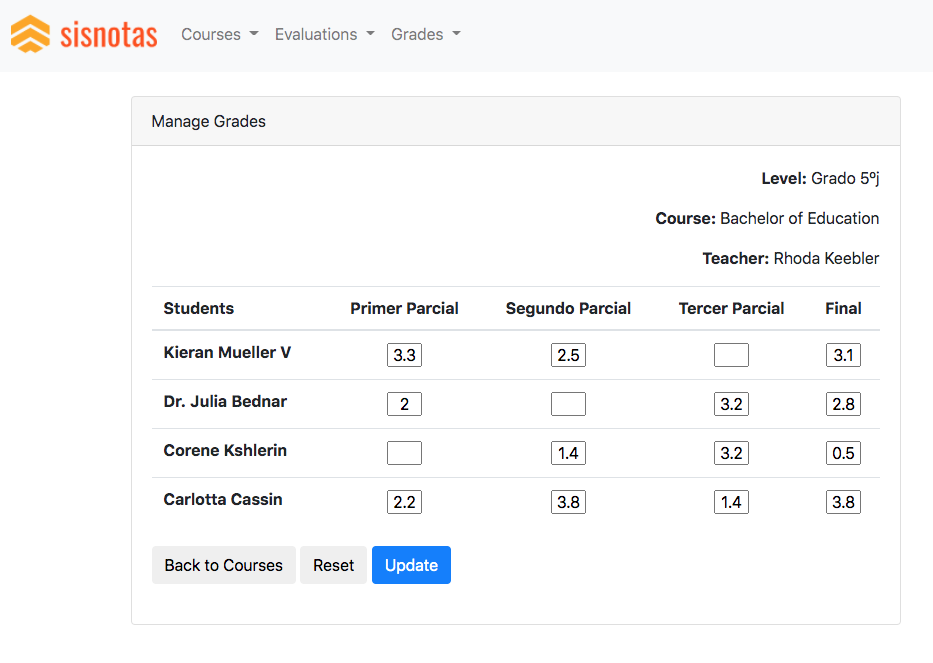 sisnotas Courses Evaluations Grades
Manage Grades
Level: Grado 5ºj
Course: Bachelor of Education
Teacher: Rhoda Keebler
Students Primer Parcial Segundo Parcial Tercer Parcial Final
Kieran Mueller V 3.3 2.5 3.1
Dr. Julia Bednar 2 3.2 2.8
Corene Kshlerin 1.4 3.2 0.5
Carlotta Cassin 2.2 3.8 1.4 3.8
Back to Courses Reset Update